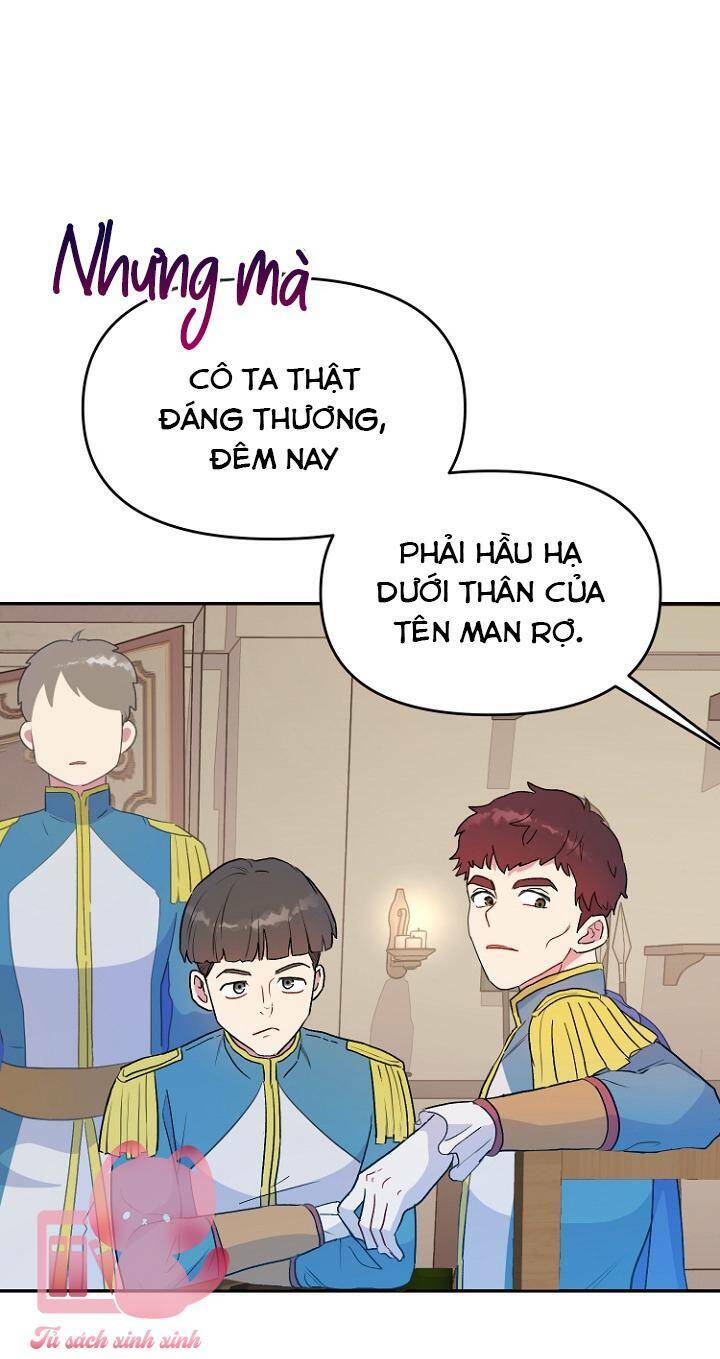 Nhưng mà
CÔ TA THẬT
ĐÁNG THƯƠNG,
ĐÊM NAY
PHẢI HẦU HẠ
DƯỚI THÂN CỦA
TÊN MAN RỢ.
Tủ sách xinh xinh